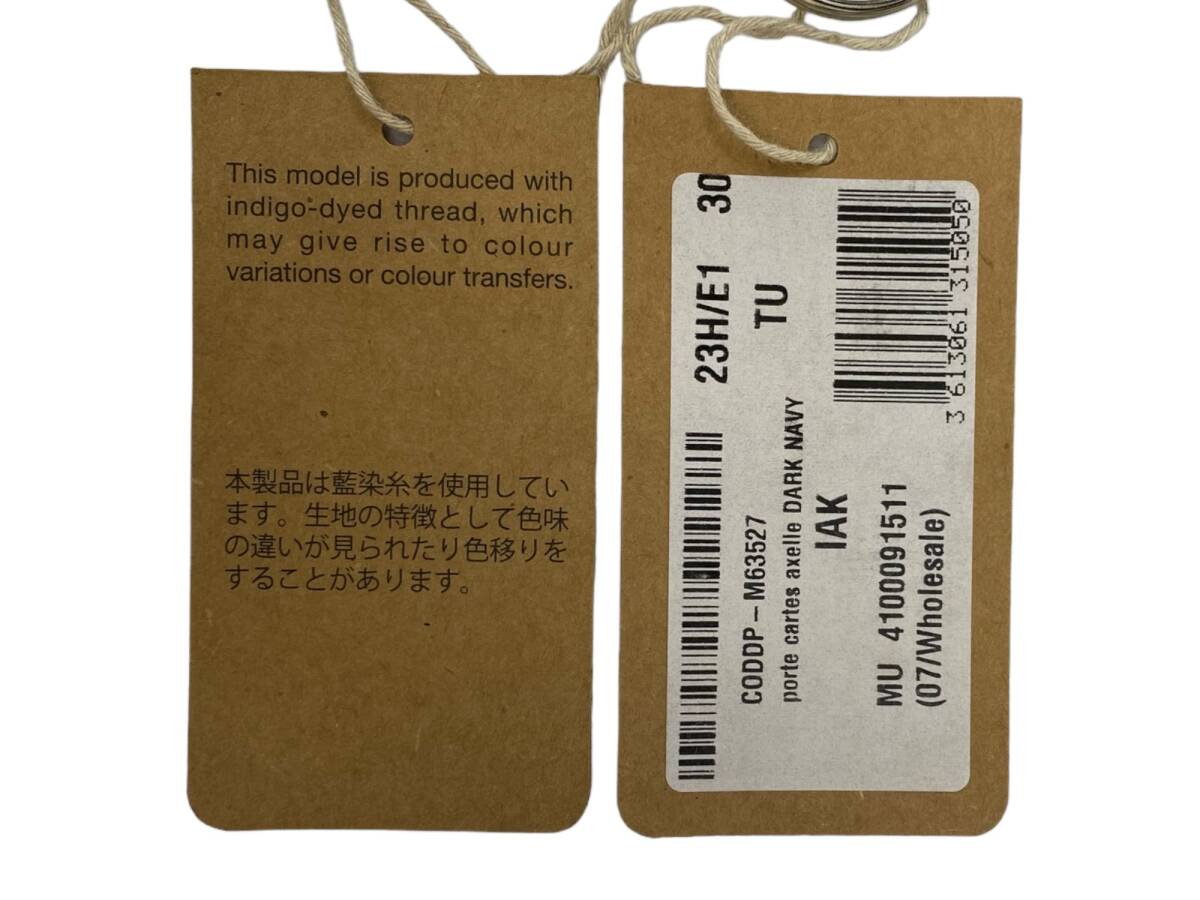 This model is produced with
indigo-dyed thread, which
may give rise to colour
variations or colour transfers.
本製品は藍染糸を使用してい
ます。生地の特徴として色味
の違いが見られたり色移りを
することがあります。
23H/E1 30
TU
CODDP-M63527
porte cartes axelle DARK NAVY
IAK
3 613061 315050
MU 4100091511
(07/Wholesale)